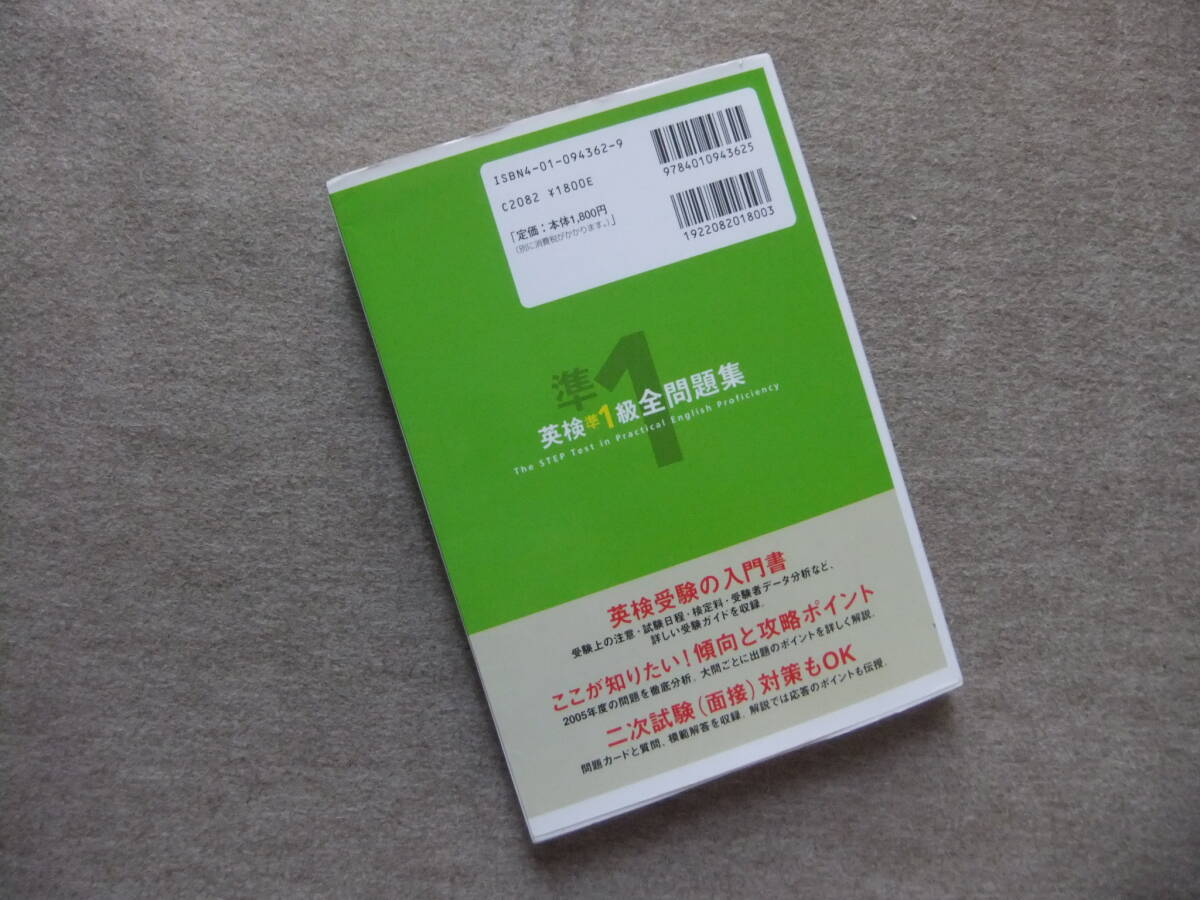 ISBN4-01-094362-9
C2082 ¥1800E
「定価：本体1,800円
（別に消費税がかかります。）」
9784010943625
1922082018003
準1
英検準1級全問題集
The STEP Test in Practical English Proficiency
英検受験の入門書
受験上の注意・試験日程・検定料・受験者データ分析など、
詳しい受験ガイドを収録。
ここが知りたい！傾向と攻略ポイント
2005年度の問題を徹底分析。大問ごとに出題のポイントを詳しく解説。
二次試験（面接）対策もOK
問題カードと質問、模範解答を収録。解説では応答のポイントも伝授。